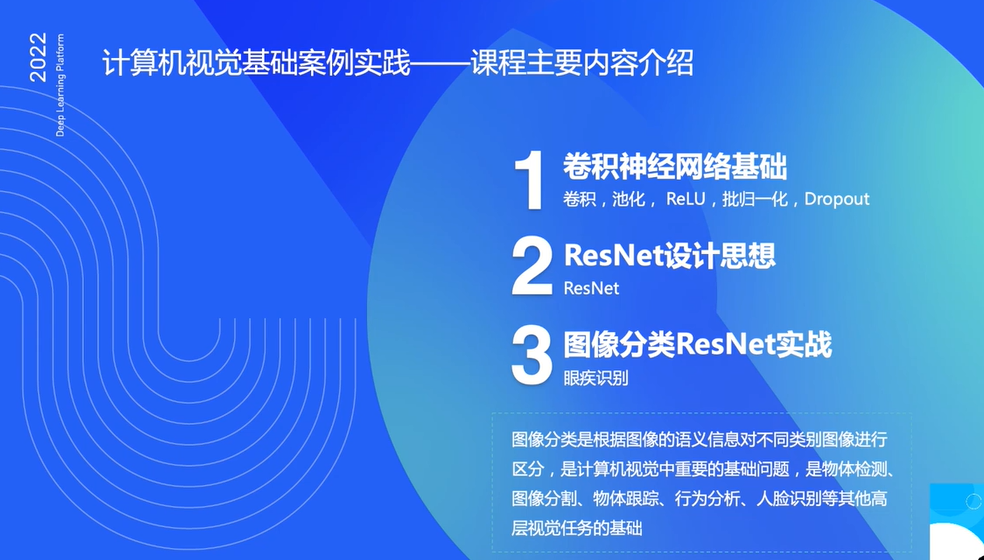 2022
Deep Learning Platform
计算机视觉基础案例实践——课程主要内容介绍
1
卷积神经网络基础
卷积，池化， ReLU，批归一化，Dropout
2
ResNet设计思想
ResNet
3
图像分类ResNet实战
眼疾识别
图像分类是根据图像的语义信息对不同类别图像进行
区分，是计算机视觉中重要的基础问题，是物体检测、
图像分割、物体跟踪、行为分析、人脸识别等其他高
层视觉任务的基础